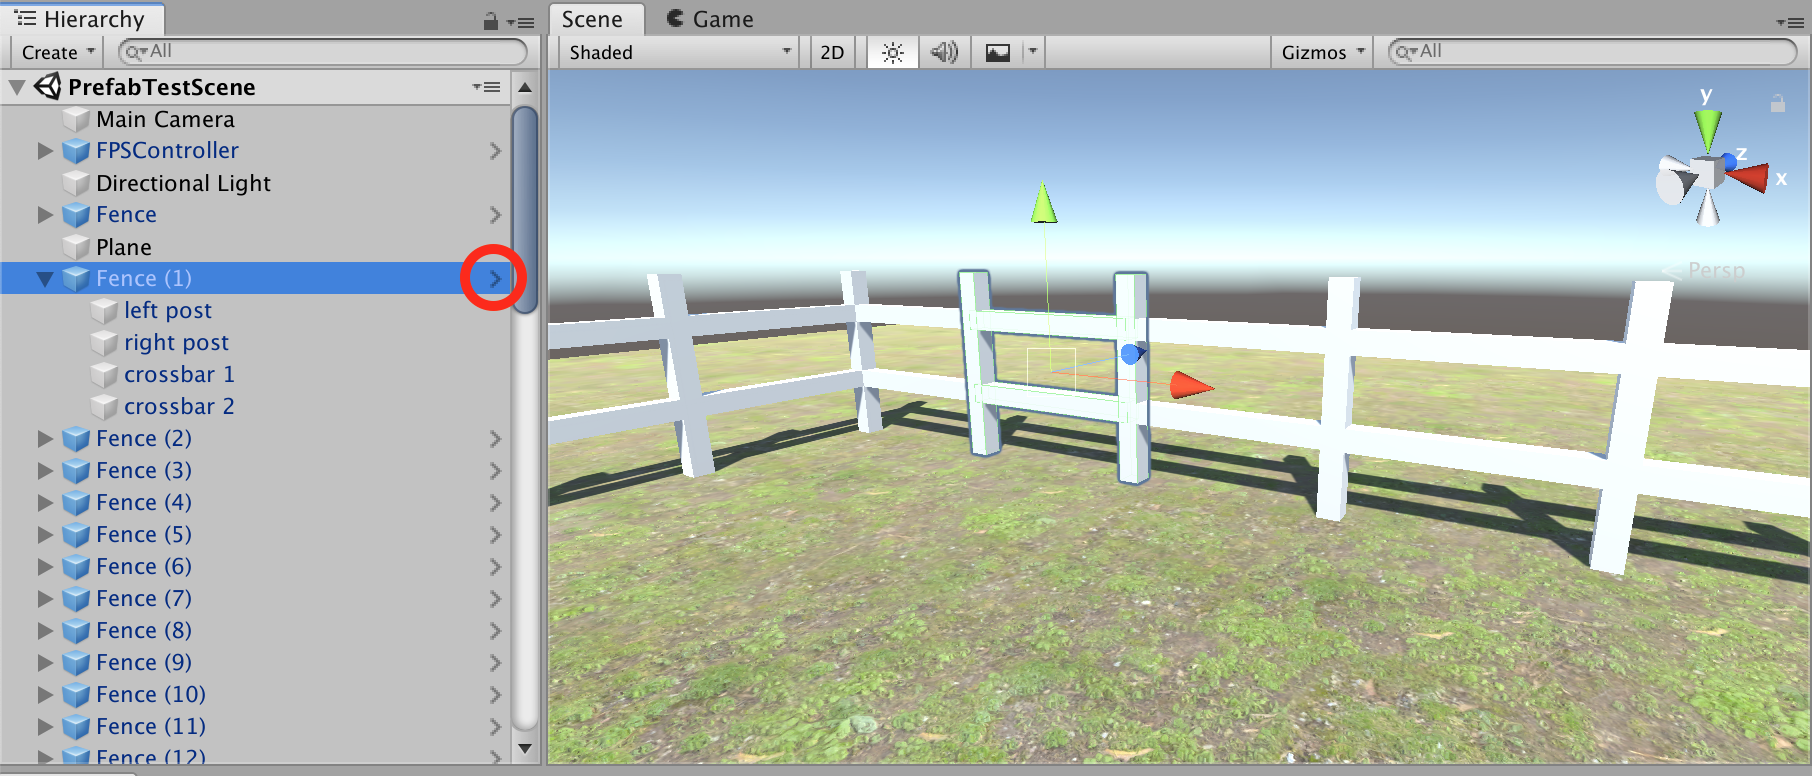 Hierarchy
Create
All
PrefabTestScene
Main Camera
FPSController
Directional Light
Fence
Plane
Fence (1)
left post
right post
crossbar 1
crossbar 2
Fence (2)
Fence (3)
Fence (4)
Fence (5)
Fence (6)
Fence (7)
Fence (8)
Fence (9)
Fence (10)
Fence (11)
Fence (12)
Scene Game
Shaded 2D Gizmos All
y
z
x
Persp